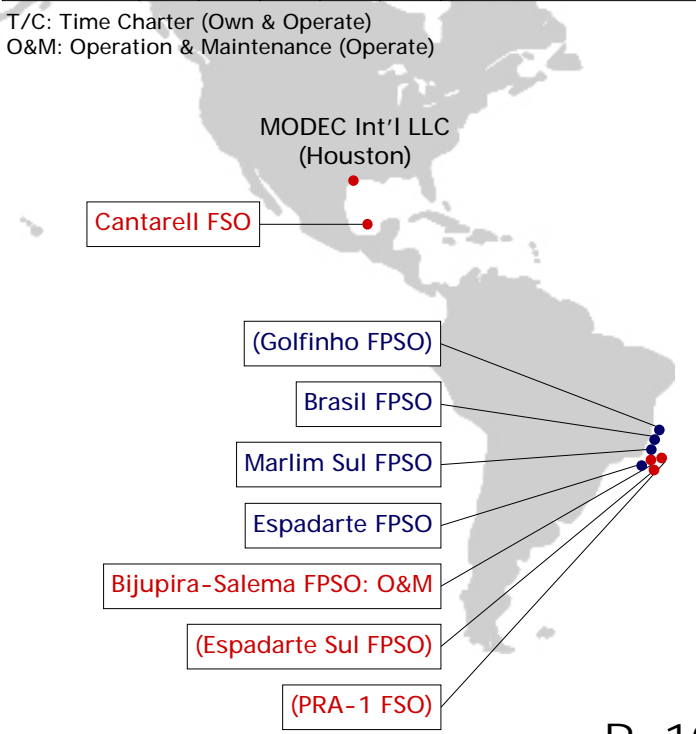 T/C: Time Charter (Own & Operate)
O&M: Operation & Maintenance (Operate)
MODEC Int'l LLC
(Houston)
Cantarell FSO
(Golfinho FPSO)
Brasil FPSO
Marlim Sul FPSO
Espadarte FPSO
Bijupira-Salema FPSO: O&M
(Espadarte Sul FPSO)
(PRA-1 FSO)